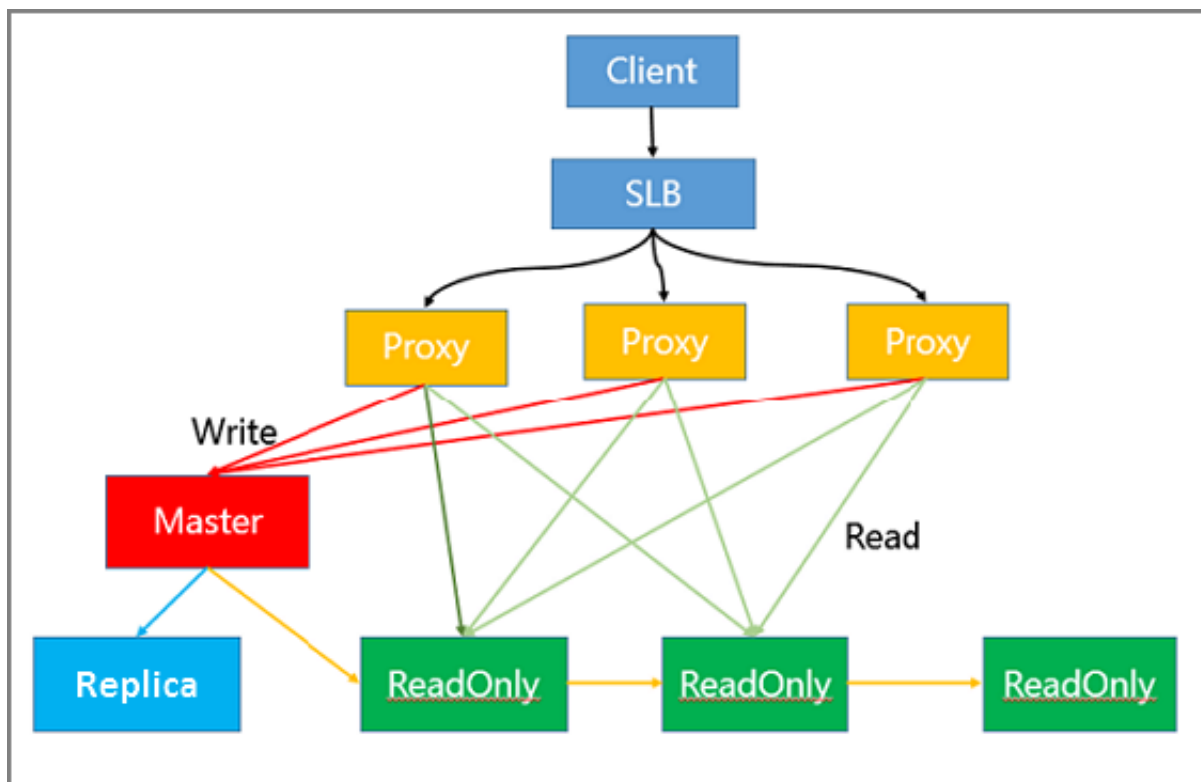 Client
SLB
Proxy
Proxy
Proxy
Write
Master
Read
Replica
ReadOnly
ReadOnly
ReadOnly